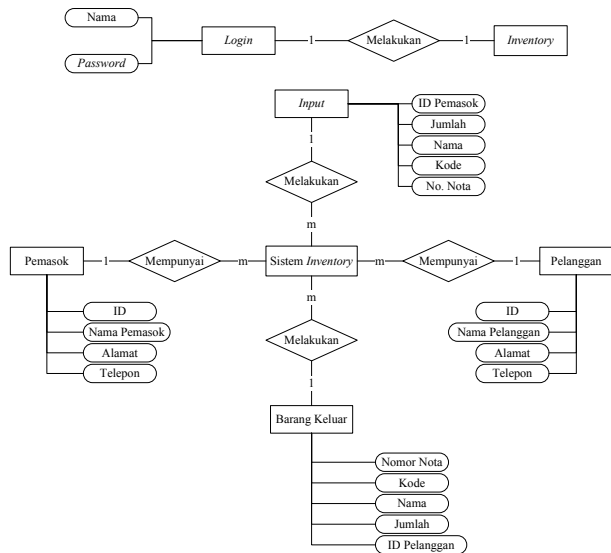 Nama
Password
Login
1
Melakukan
1
Inventory
Input
ID Pemasok
Jumlah
Nama
Kode
No. Nota
1
Melakukan
m
Pemasok
1
Mempunyai
m
Sistem Inventory
m
Mempunyai
1
Pelanggan
ID
Nama Pemasok
Alamat
Telepon
m
Melakukan
1
ID
Nama Pelanggan
Alamat
Telepon
Barang Keluar
Nomor Nota
Kode
Nama
Jumlah
ID Pelanggan